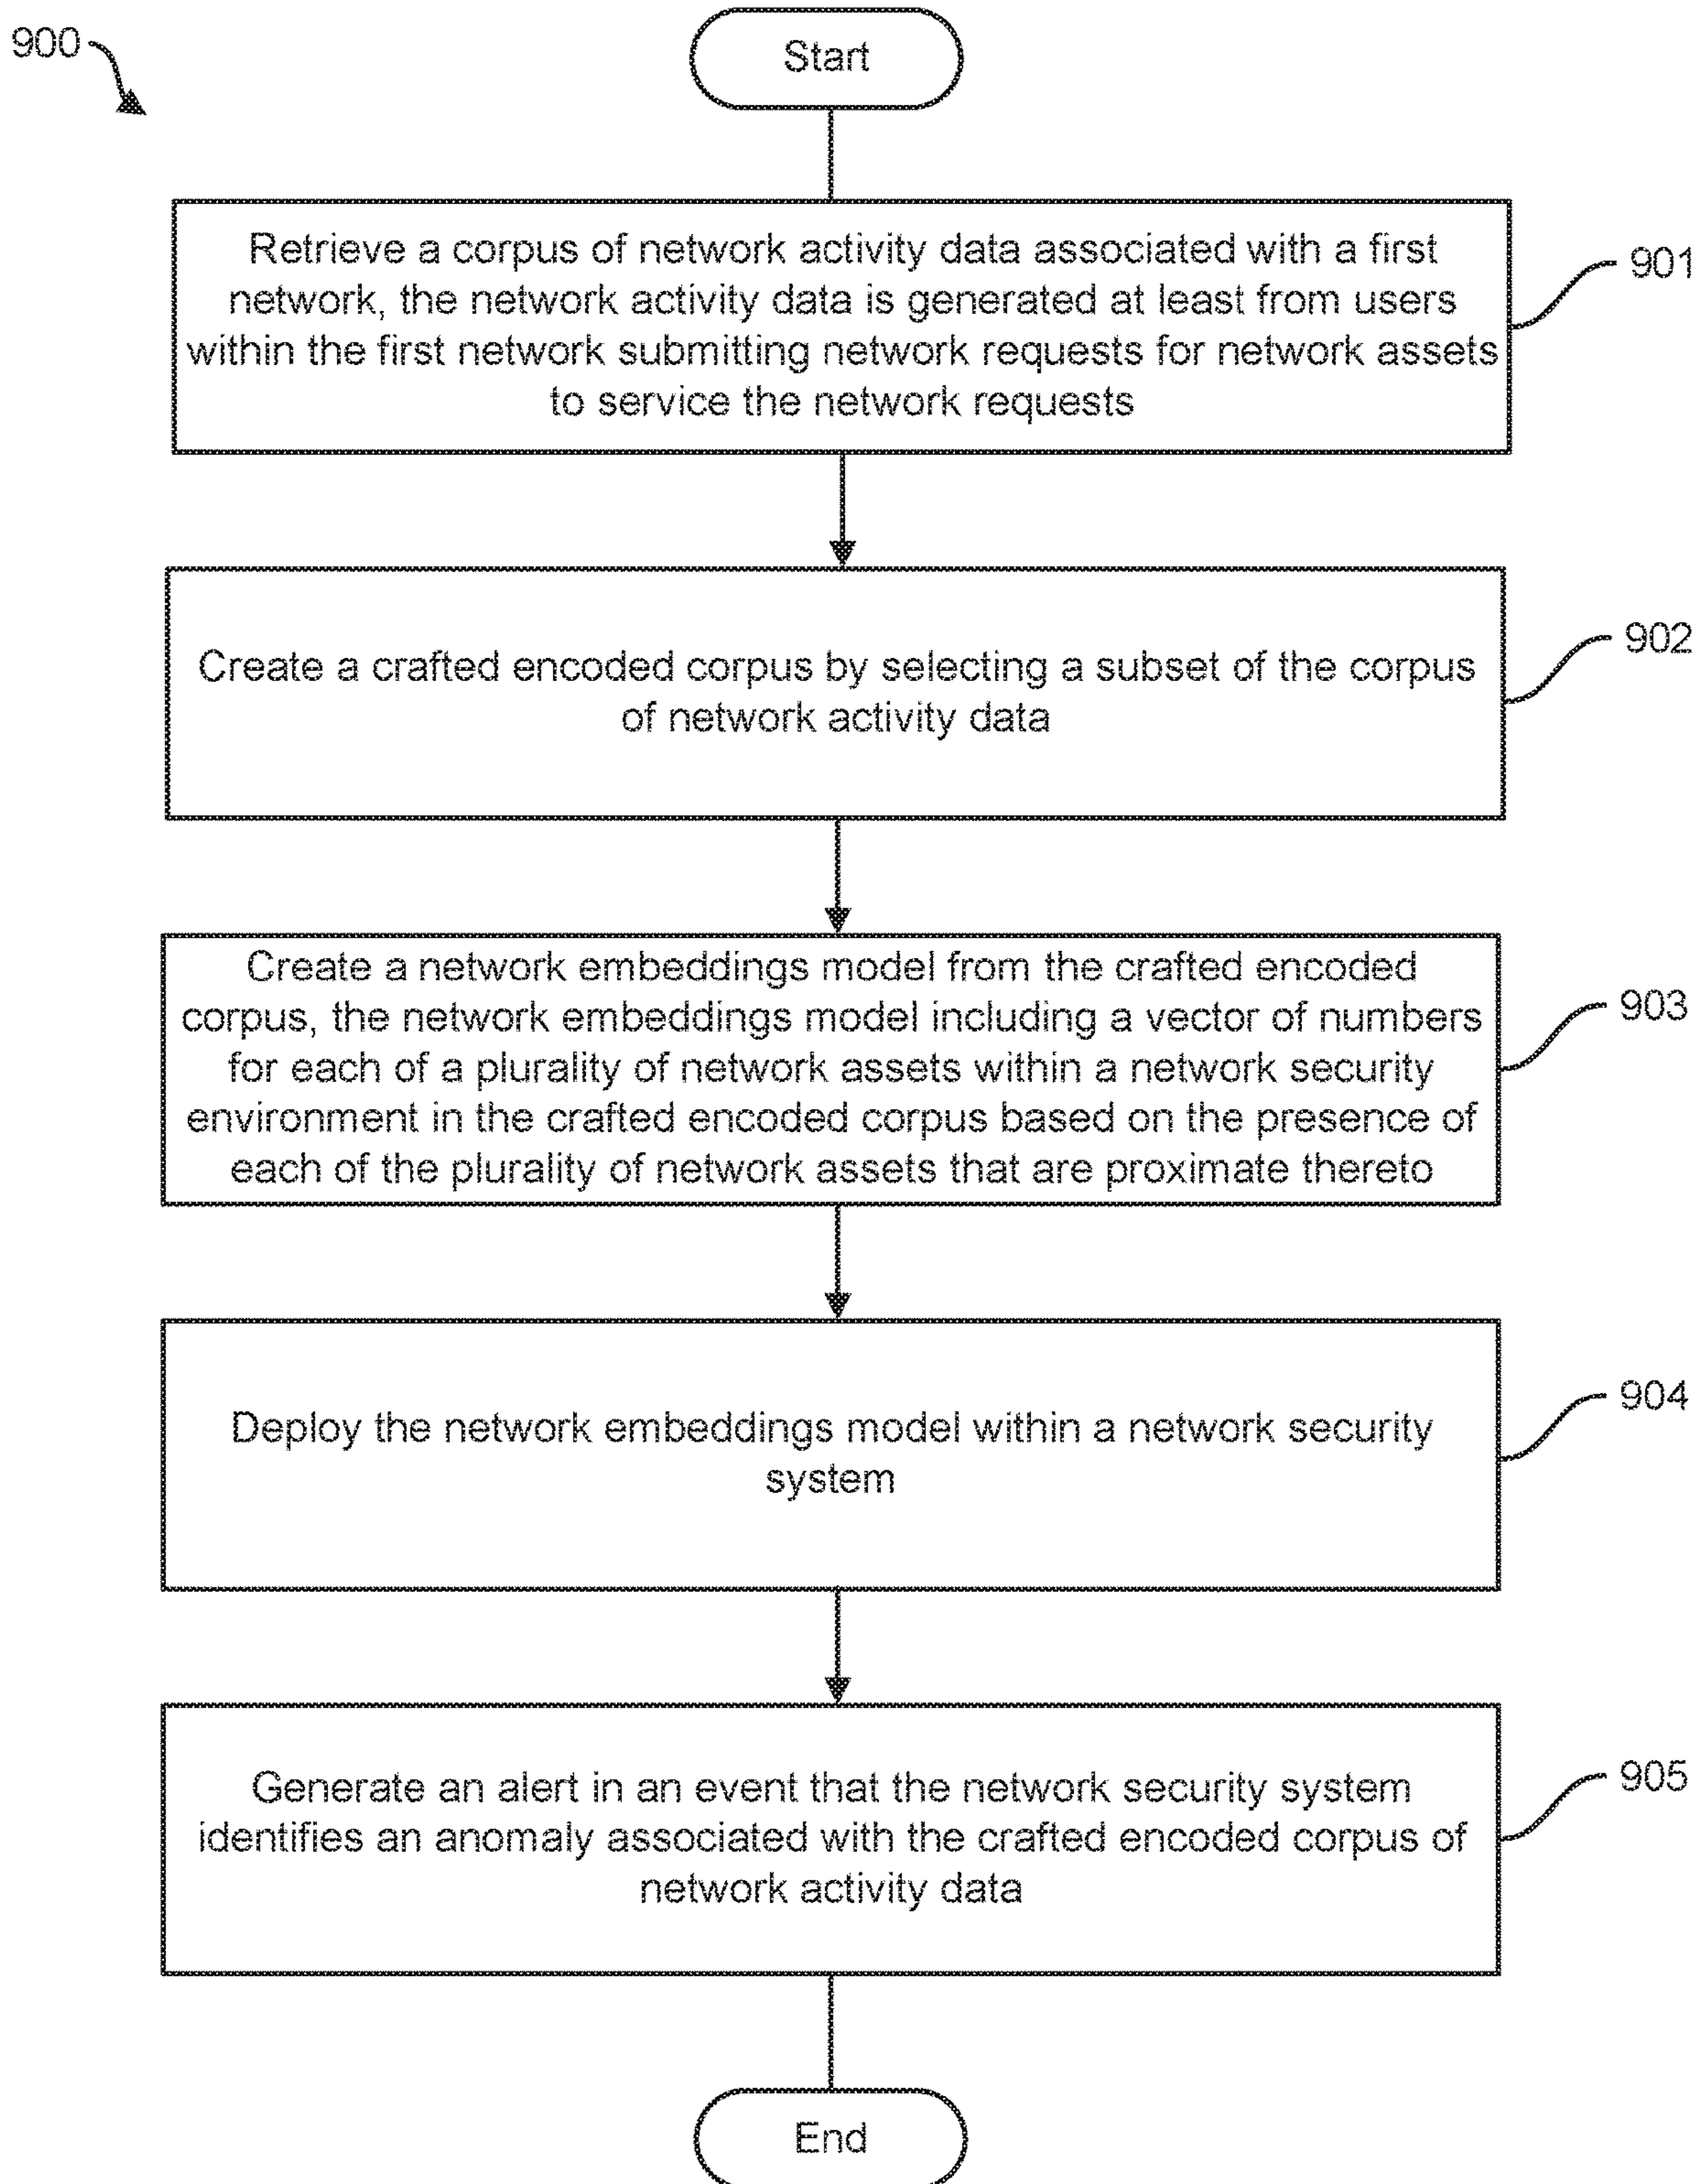 900
Start
Retrieve a corpus of network activity data associated with a first
network, the network activity data is generated at least from users
within the first network submitting network requests for network assets
to service the network requests
901
Create a crafted encoded corpus by selecting a subset of the corpus
of network activity data
902
Create a network embeddings model from the crafted encoded
corpus, the network embeddings model including a vector of numbers
for each of a plurality of network assets within a network security
environment in the crafted encoded corpus based on the presence of
each of the plurality of network assets that are proximate thereto
903
Deploy the network embeddings model within a network security
system
904
Generate an alert in an event that the network security system
identifies an anomaly associated with the crafted encoded corpus of
network activity data
905
End